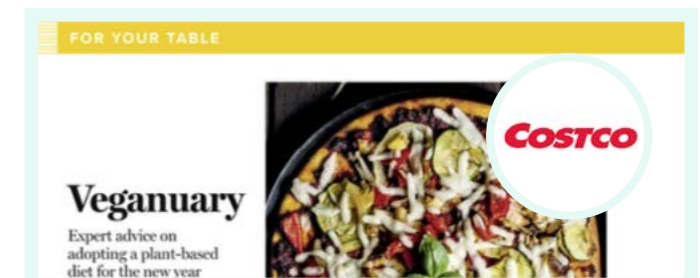 FOR YOUR TABLE
COSTCO
Veganuary
Expert advice on
adopting a plant-based
diet for the new year